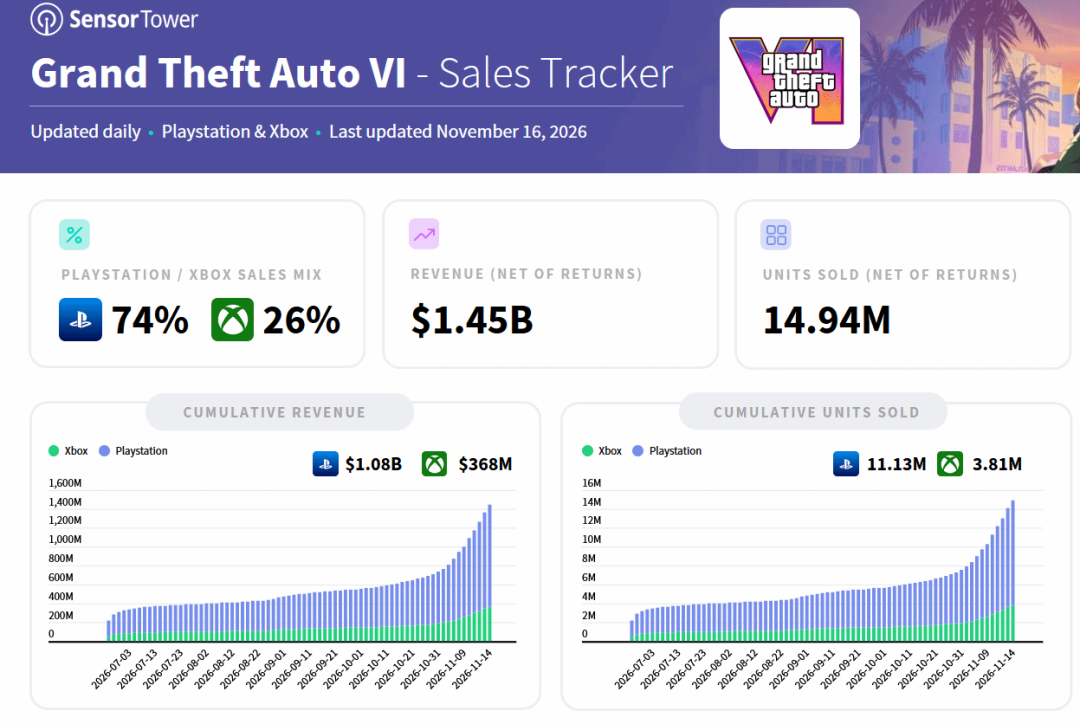 SensorTower
Grand Theft Auto VI - Sales Tracker
Updated daily • Playstation & Xbox • Last updated November 16, 2026
grand
theft
auto
VI
PLAYSTATION / XBOX SALES MIX
74% 26%
REVENUE (NET OF RETURNS)
$1.45B
UNITS SOLD (NET OF RETURNS)
14.94M
CUMULATIVE REVENUE
Xbox Playstation
$1.08B $368M
1,600M
1,400M
1,200M
1,000M
800M
600M
400M
200M
0
2026-07-03
2026-07-13
2026-07-23
2026-08-02
2026-08-12
2026-08-22
2026-09-01
2026-09-11
2026-09-21
2026-10-01
2026-10-11
2026-10-21
2026-10-31
2026-11-09
2026-11-14
CUMULATIVE UNITS SOLD
Xbox Playstation
11.13M 3.81M
16M
14M
12M
10M
8M
6M
4M
2M
0
2026-07-03
2026-07-13
2026-07-23
2026-08-02
2026-08-12
2026-08-22
2026-09-01
2026-09-11
2026-09-21
2026-10-01
2026-10-11
2026-10-21
2026-10-31
2026-11-09
2026-11-14